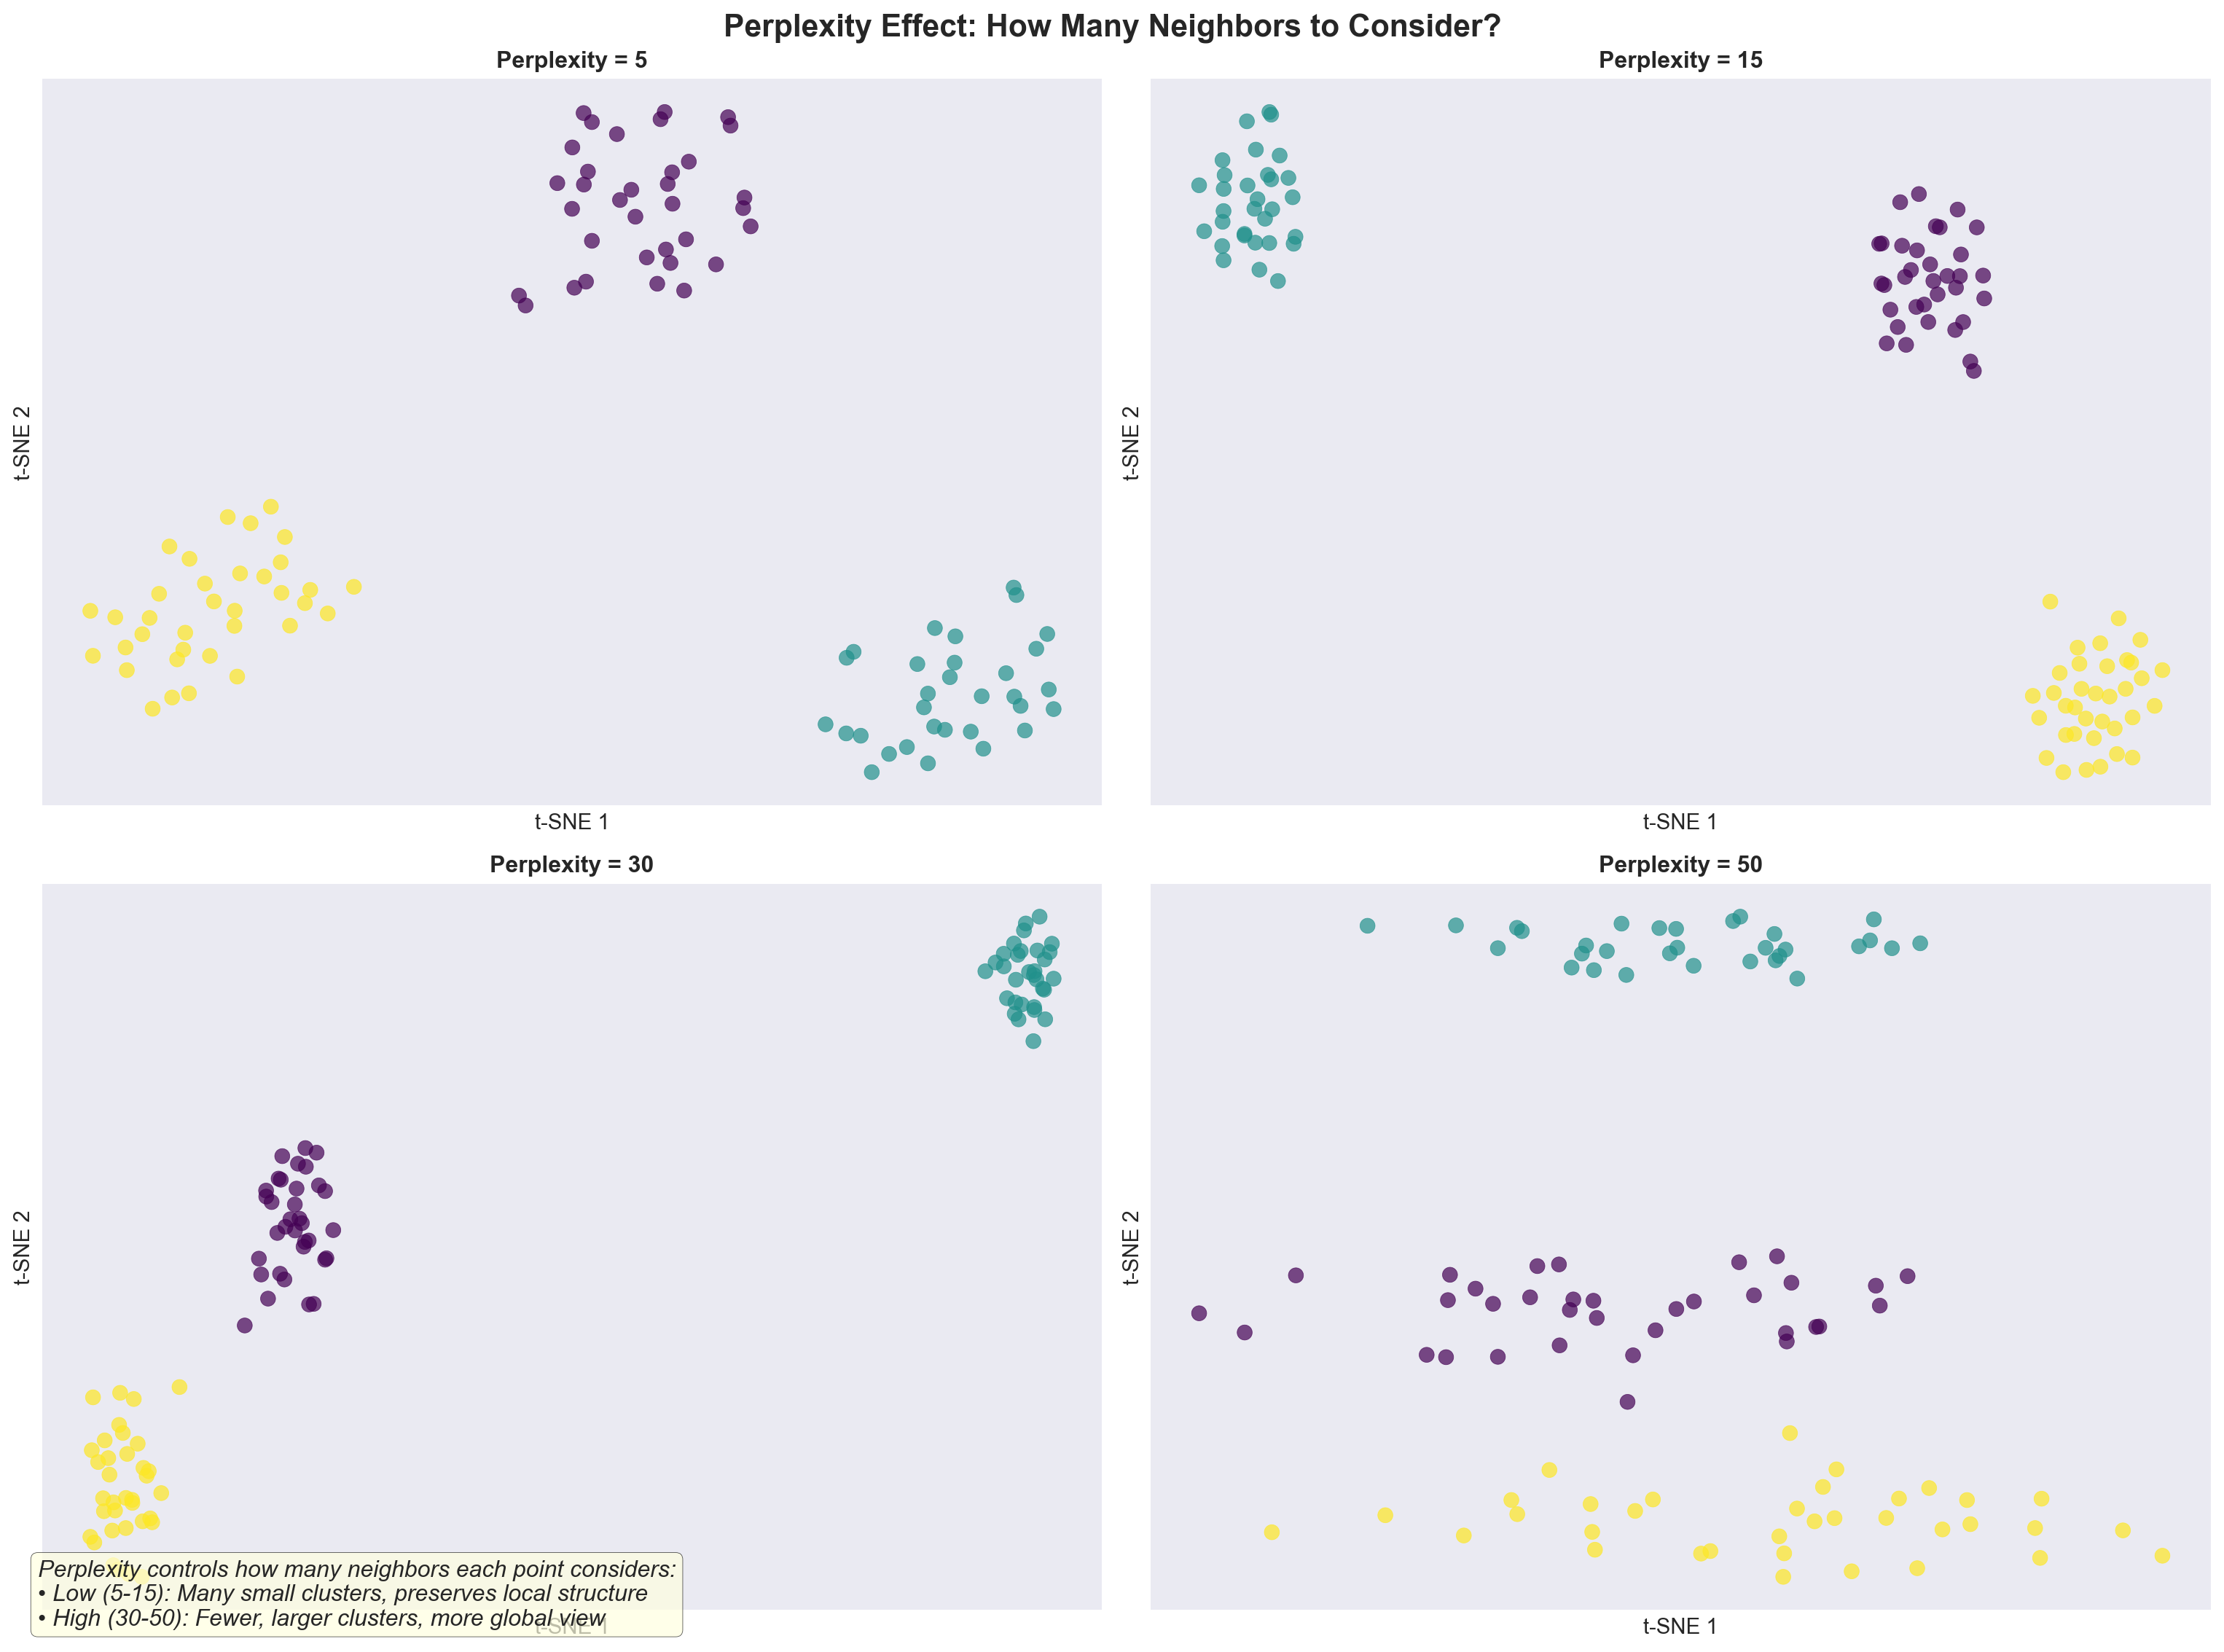 Perplexity Effect: How Many Neighbors to Consider?
Perplexity = 5
t-SNE 2
t-SNE 1
Perplexity = 15
t-SNE 2
t-SNE 1
Perplexity = 30
t-SNE 2
t-SNE 1
Perplexity = 50
t-SNE 2
t-SNE 1
Perplexity controls how many neighbors each point considers:
• Low (5-15): Many small clusters, preserves local structure
• High (30-50): Fewer, larger clusters, more global view